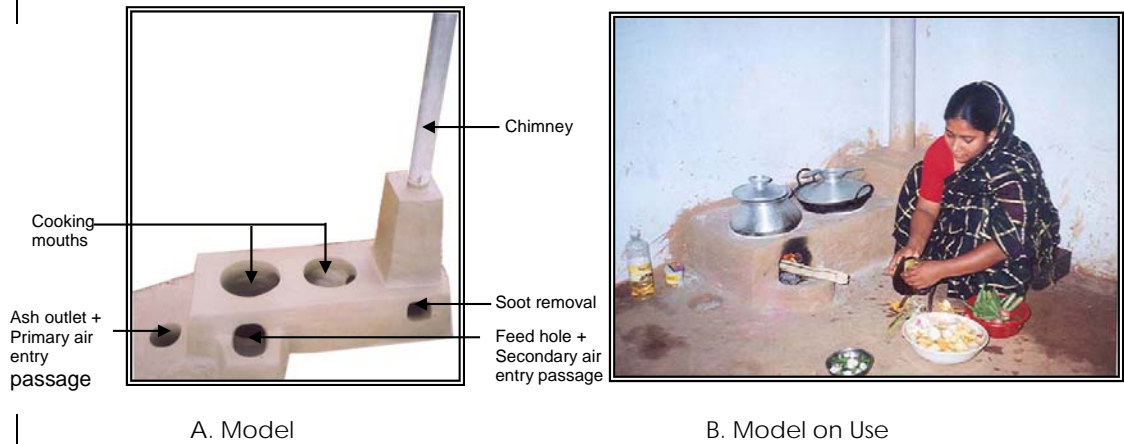 Chimney
Cooking
mouths
Soot removal
Ash outlet +
Primary air
entry
passage
Feed hole +
Secondary air
entry passage
A. Model
B. Model on Use